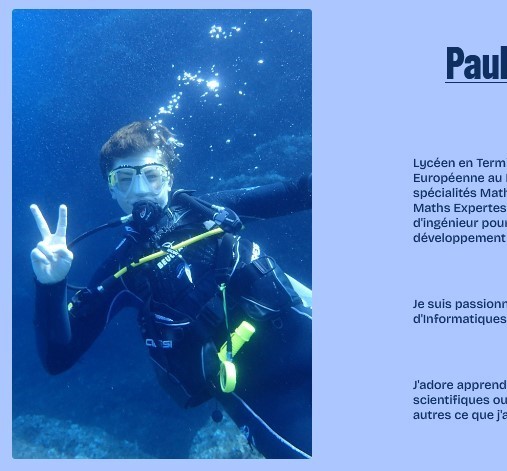 Paul
Lycéen en Term
Européenne au
spécialités Math
Maths Expertes
d'ingénieur pour
développement
Je suis passionn
d'Informatiques
J'adore apprend
scientifiques ou
autres ce que j'a